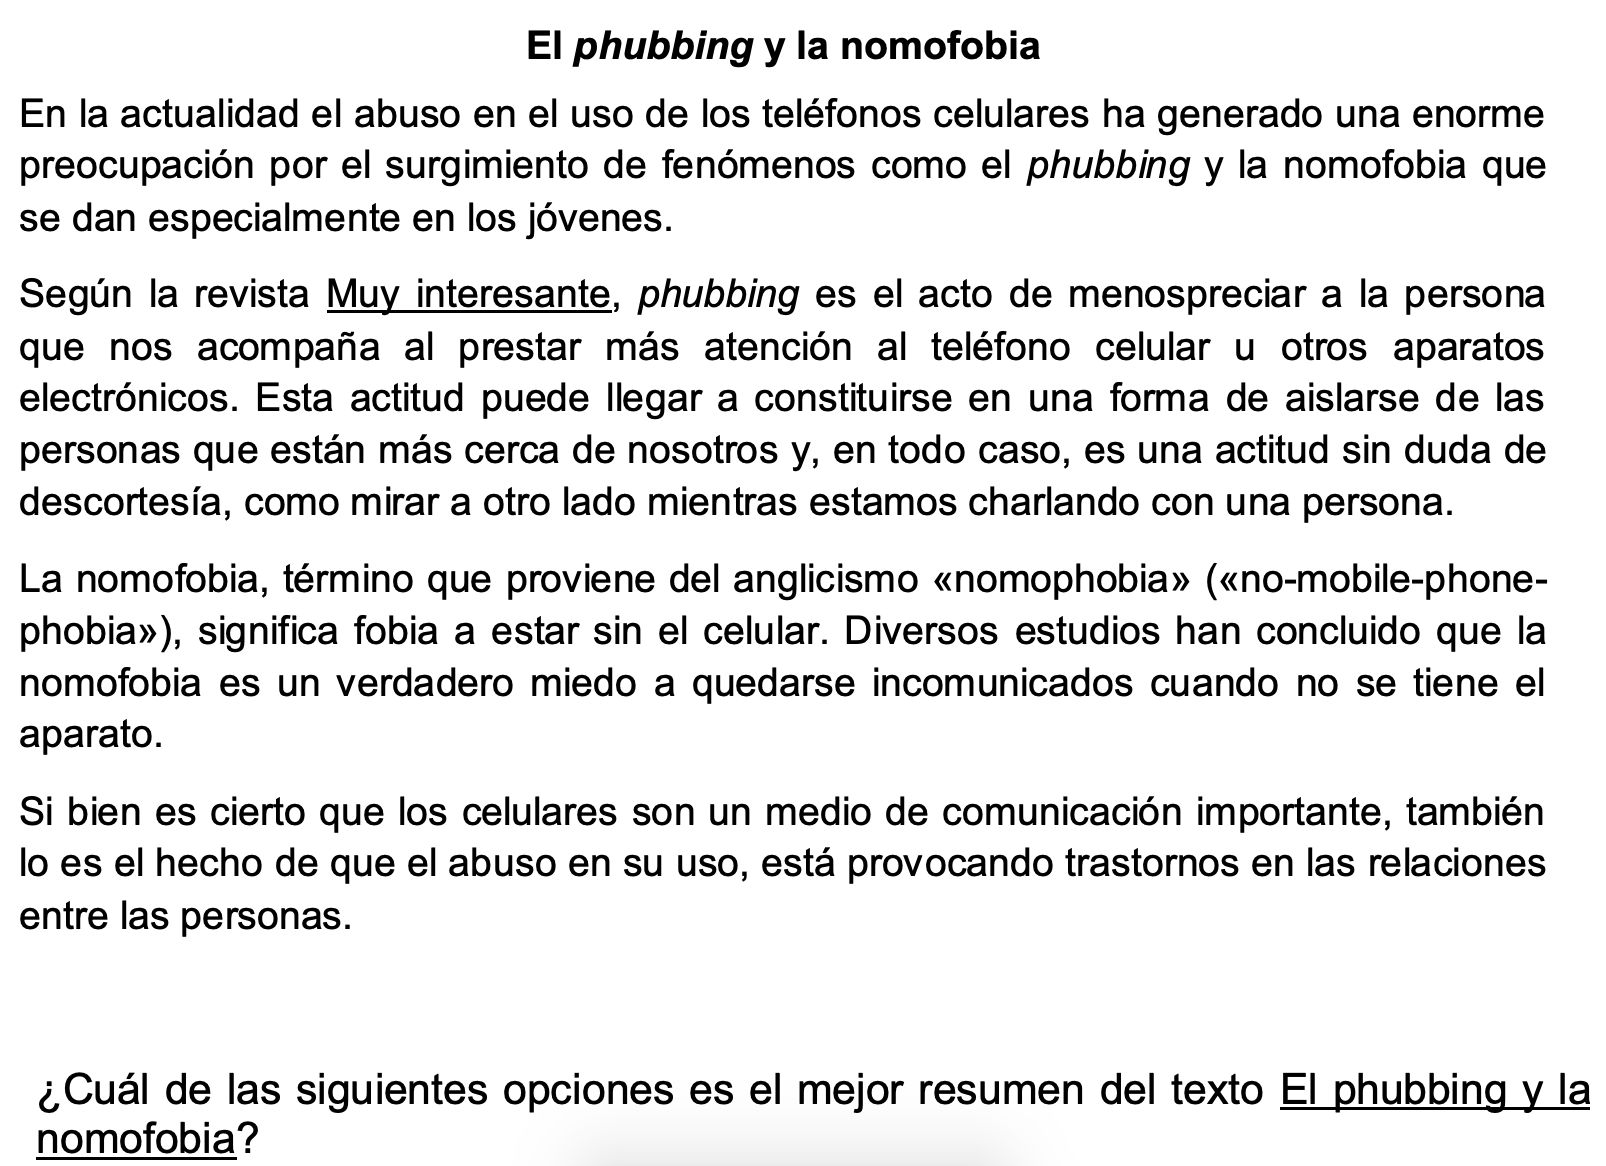 El phubbing y la nomofobia
En la actualidad el abuso en el uso de los teléfonos celulares ha generado una enorme
preocupación por el surgimiento de fenómenos como el phubbing y la nomofobia que
se dan especialmente en los jóvenes.
Según la revista Muy interesante, phubbing es el acto de menospreciar a la persona
que nos acompaña al prestar más atención al teléfono celular u otros aparatos
electrónicos. Esta actitud puede llegar a constituirse en una forma de aislarse de las
personas que están más cerca de nosotros y, en todo caso, es una actitud sin duda de
descortesía, como mirar a otro lado mientras estamos charlando con una persona.
La nomofobia, término que proviene del anglicismo «nomophobia» («no-mobile-phone-
phobia»), significa fobia a estar sin el celular. Diversos estudios han concluido que la
nomofobia es un verdadero miedo a quedarse incomunicados cuando no se tiene el
aparato.
Si bien es cierto que los celulares son un medio de comunicación importante, también
lo es el hecho de que el abuso en su uso, está provocando trastornos en las relaciones
entre las personas.
¿Cuál de las siguientes opciones es el mejor resumen del texto El phubbing y la
nomofobia?